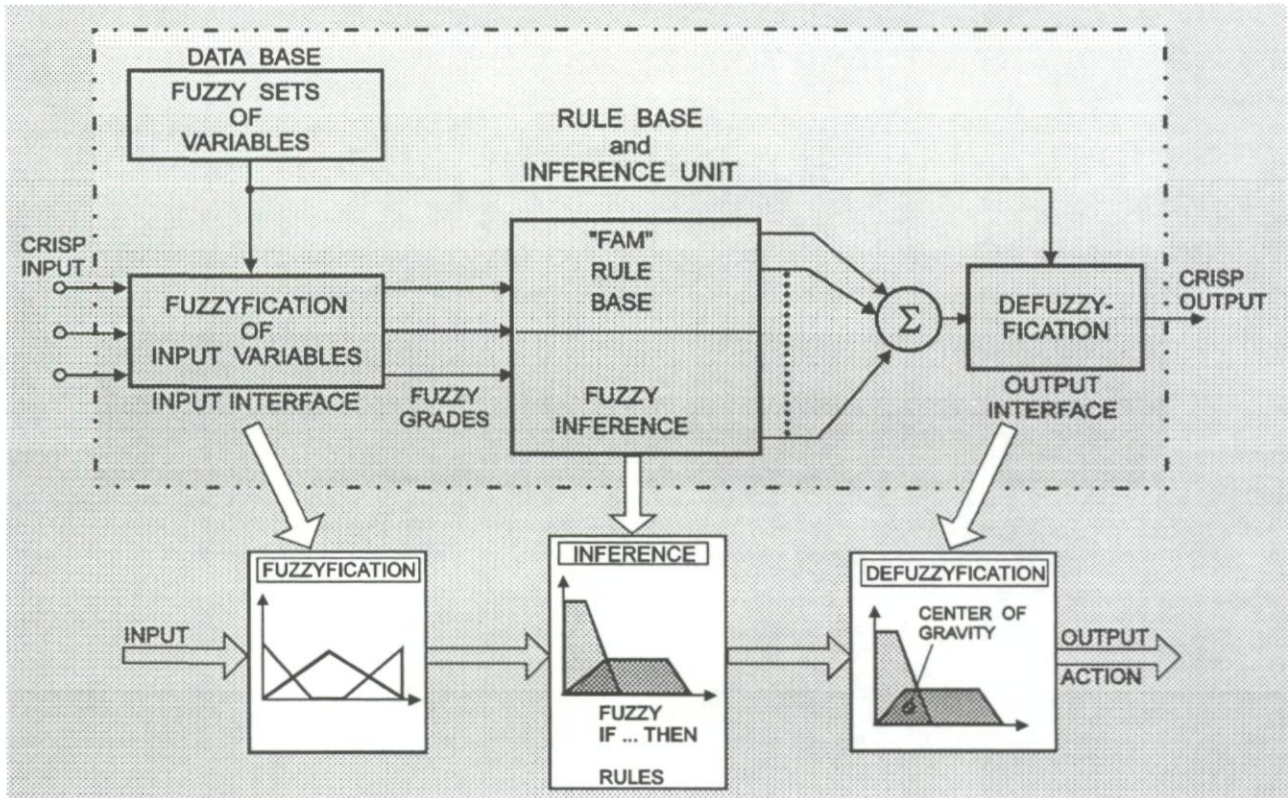 DATA BASE
FUZZY SETS
OF
VARIABLES
RULE BASE
and
INFERENCE UNIT
CRISP
INPUT
FUZZYFICATION
OF
INPUT VARIABLES
INPUT INTERFACE
FUZZY
GRADES
"FAM"
RULE
BASE
FUZZY
INFERENCE
Σ
DEFUZZY-
FICATION
OUTPUT
INTERFACE
CRISP
OUTPUT
INPUT
FUZZYFICATION
INFERENCE
FUZZY
IF ... THEN
RULES
DEFUZZYFICATION
CENTER OF
GRAVITY
OUTPUT
ACTION